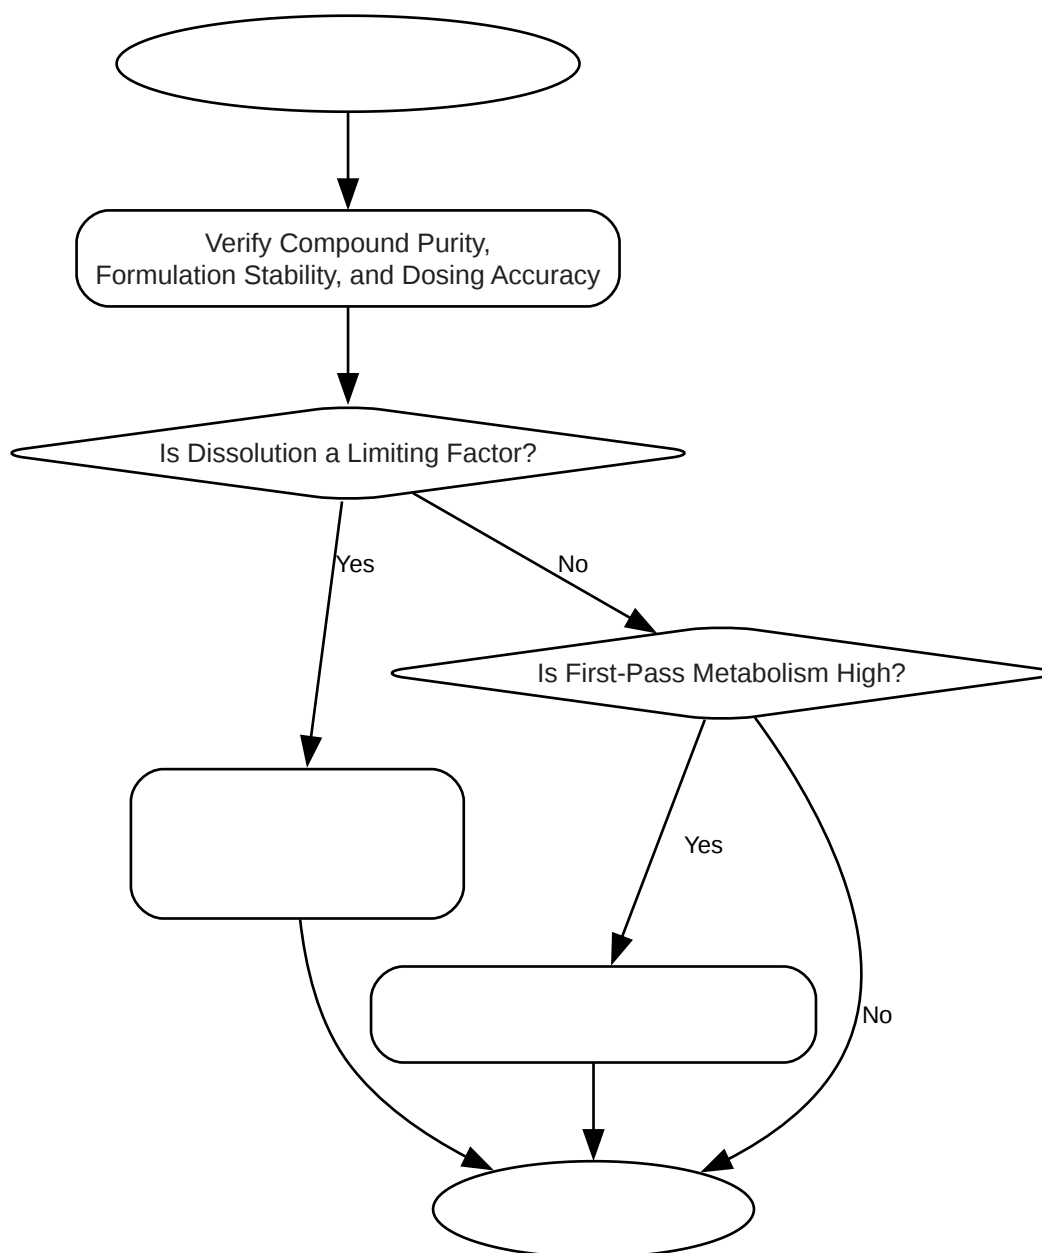 Verify Compound Purity,
Formulation Stability, and Dosing Accuracy
Is Dissolution a Limiting Factor?
Yes
No
Is First-Pass Metabolism High?
Yes
No